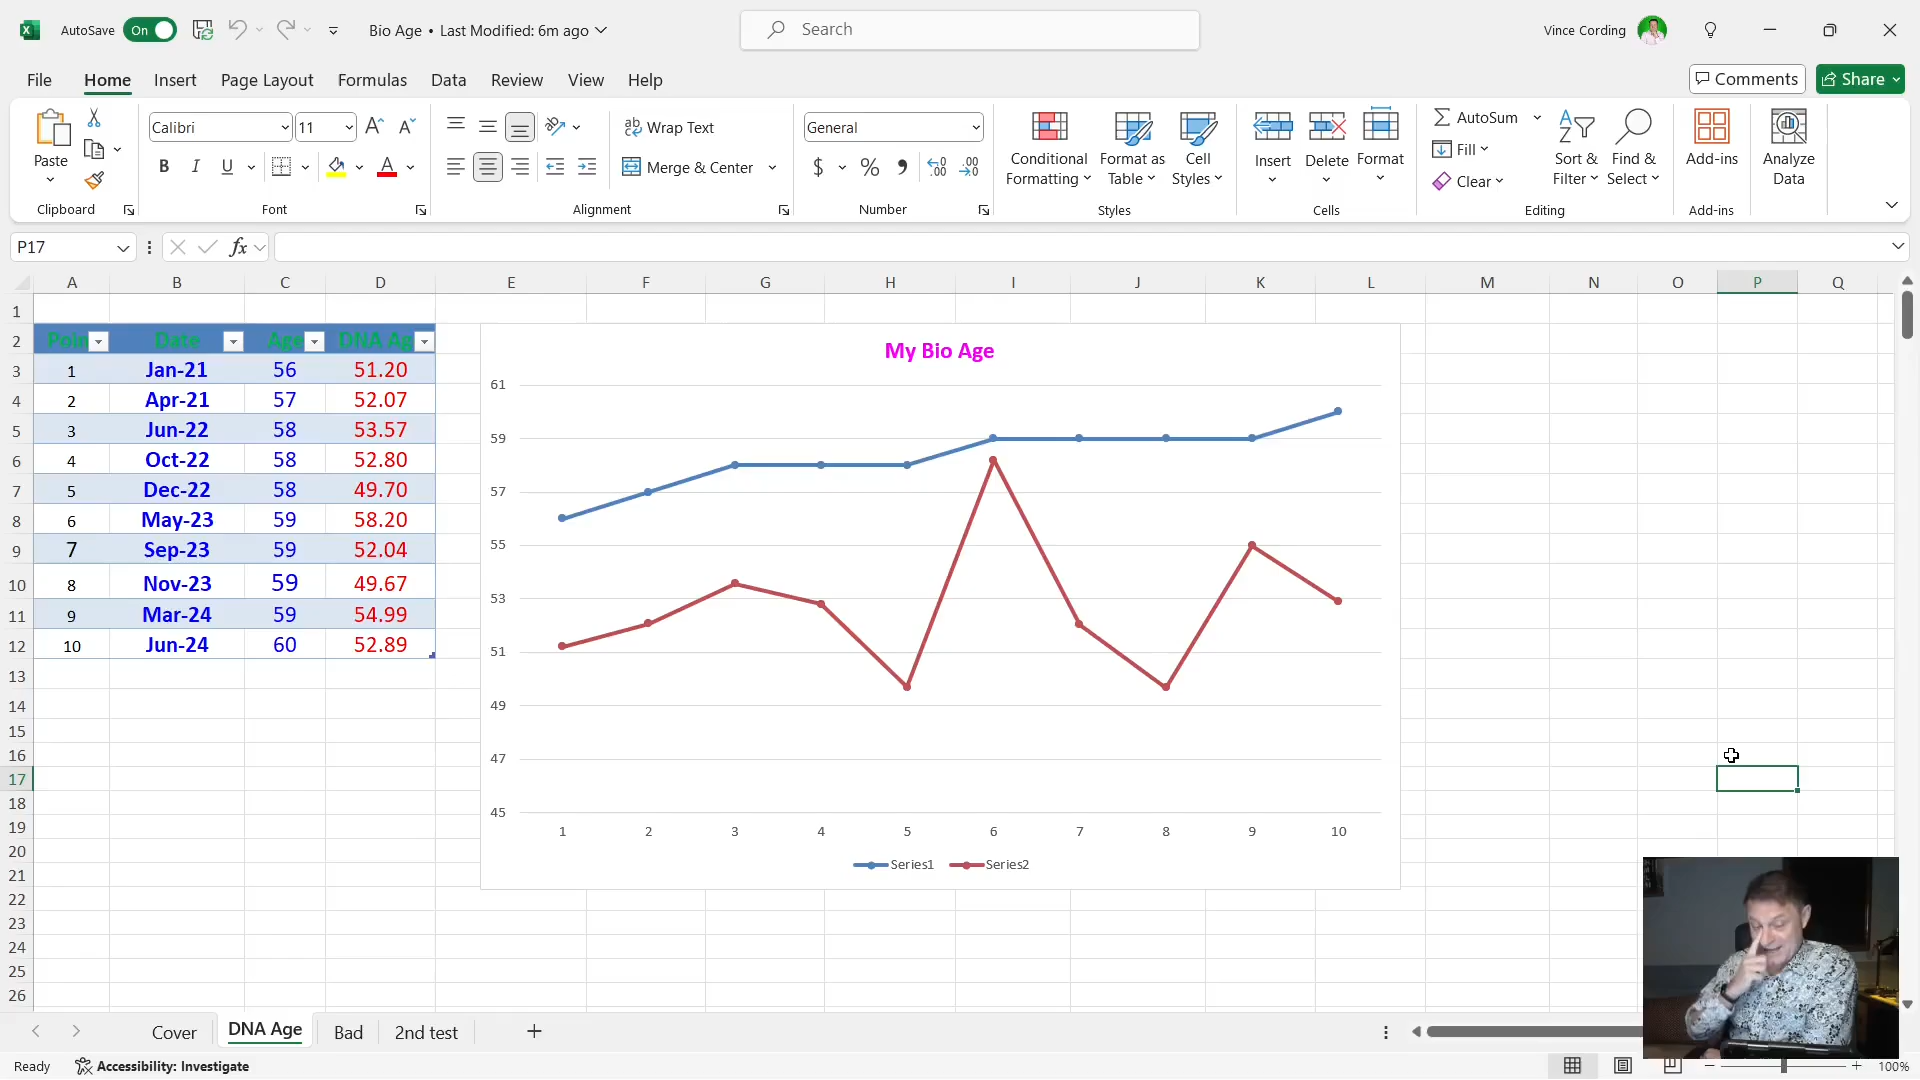 AutoSave On Bio Age • Last Modified: 6m ago Search Vince Cording
File Home Insert Page Layout Formulas Data Review View Help Comments Share
Paste
Clipboard
Calibri 11
B I U A
Font
Wrap Text
Merge & Center
Alignment
General
$ % , .00
Number
Conditional Formatting
Format as Table
Cell Styles
Styles
Insert
Delete
Format
Cells
AutoSum
Fill
Clear
Sort & Filter
Find & Select
Editing
Add-ins
Add-ins
Analyze Data
P17 fx
A B C D E F G H I J K L M N O P Q
1
2 Poin Date Age DNA Ag
3 1 Jan-21 56 51.20
4 2 Apr-21 57 52.07
5 3 Jun-22 58 53.57
6 4 Oct-22 58 52.80
7 5 Dec-22 58 49.70
8 6 May-23 59 58.20
9 7 Sep-23 59 52.04
10 8 Nov-23 59 49.67
11 9 Mar-24 59 54.99
12 10 Jun-24 60 52.89
13
14
15
16
17
18
19
20
21
22
23
24
25
26
My Bio Age
61
59
57
55
53
51
49
47
45
1 2 3 4 5 6 7 8 9 10
Series1 Series2
Cover DNA Age Bad 2nd test
Ready Accessibility: Investigate 100%